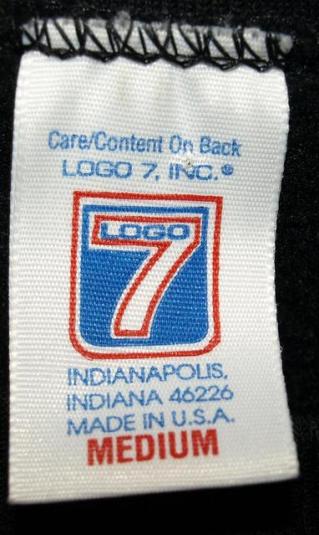 Care/Content On Back
LOGO 7, INC.®
LOGO
7
INDIANAPOLIS,
INDIANA 46226
MADE IN U.S.A.
MEDIUM